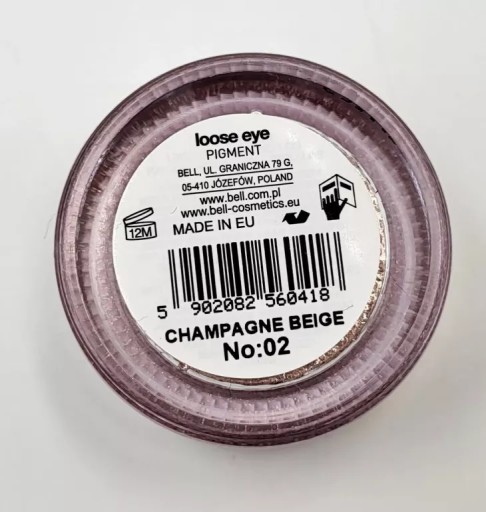 loose eye
PIGMENT
BELL, UL. GRANICZNA 79 G,
05-410 JÓZEFÓW, POLAND
www.bell.com.pl
www.bell-cosmetics.eu
MADE IN EU
12M
5 902082 560418
CHAMPAGNE BEIGE
No:02